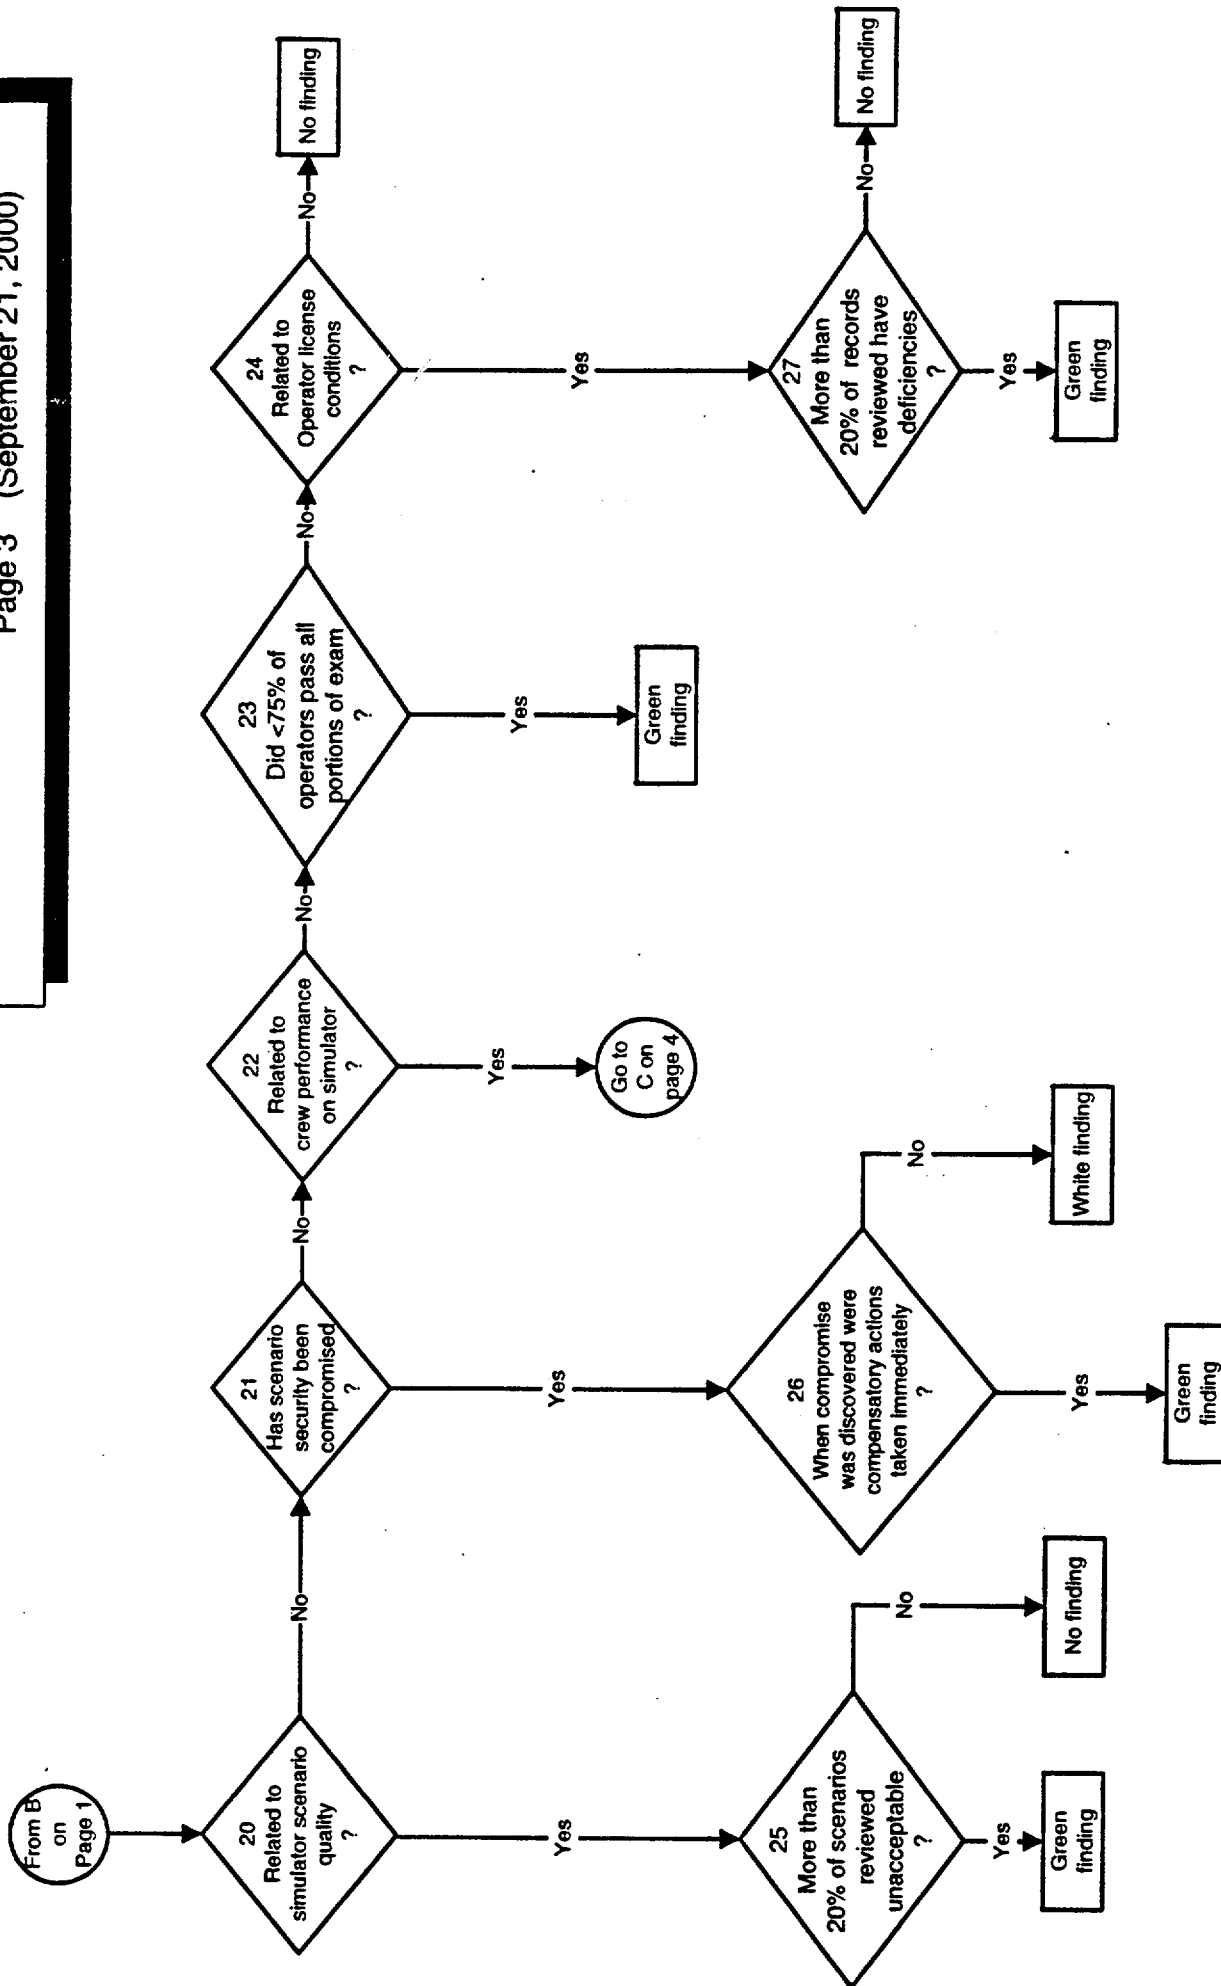 Page 3 (September 21, 2000)
From B
on
Page 1
20
Related to
simulator scenario
quality
?
No
21
Has scenario
security been
compromised
?
No
22
Related to
crew performance
on simulator
?
No
23
Did <75% of
operators pass all
portions of exam
?
No
24
Related to
Operator license
conditions
?
No
No finding
Yes
Yes
Yes
Go to
C on
page 4
Yes
Green
finding
Yes
25
More than
20% of scenarios
reviewed
unacceptable
?
No
No finding
Yes
Green
finding
26
When compromise
was discovered were
compensatory actions
taken immediately
?
No
White finding
Yes
Green
finding
27
More than
20% of records
reviewed have
deficiencies
?
No
No finding
Yes
Green
finding